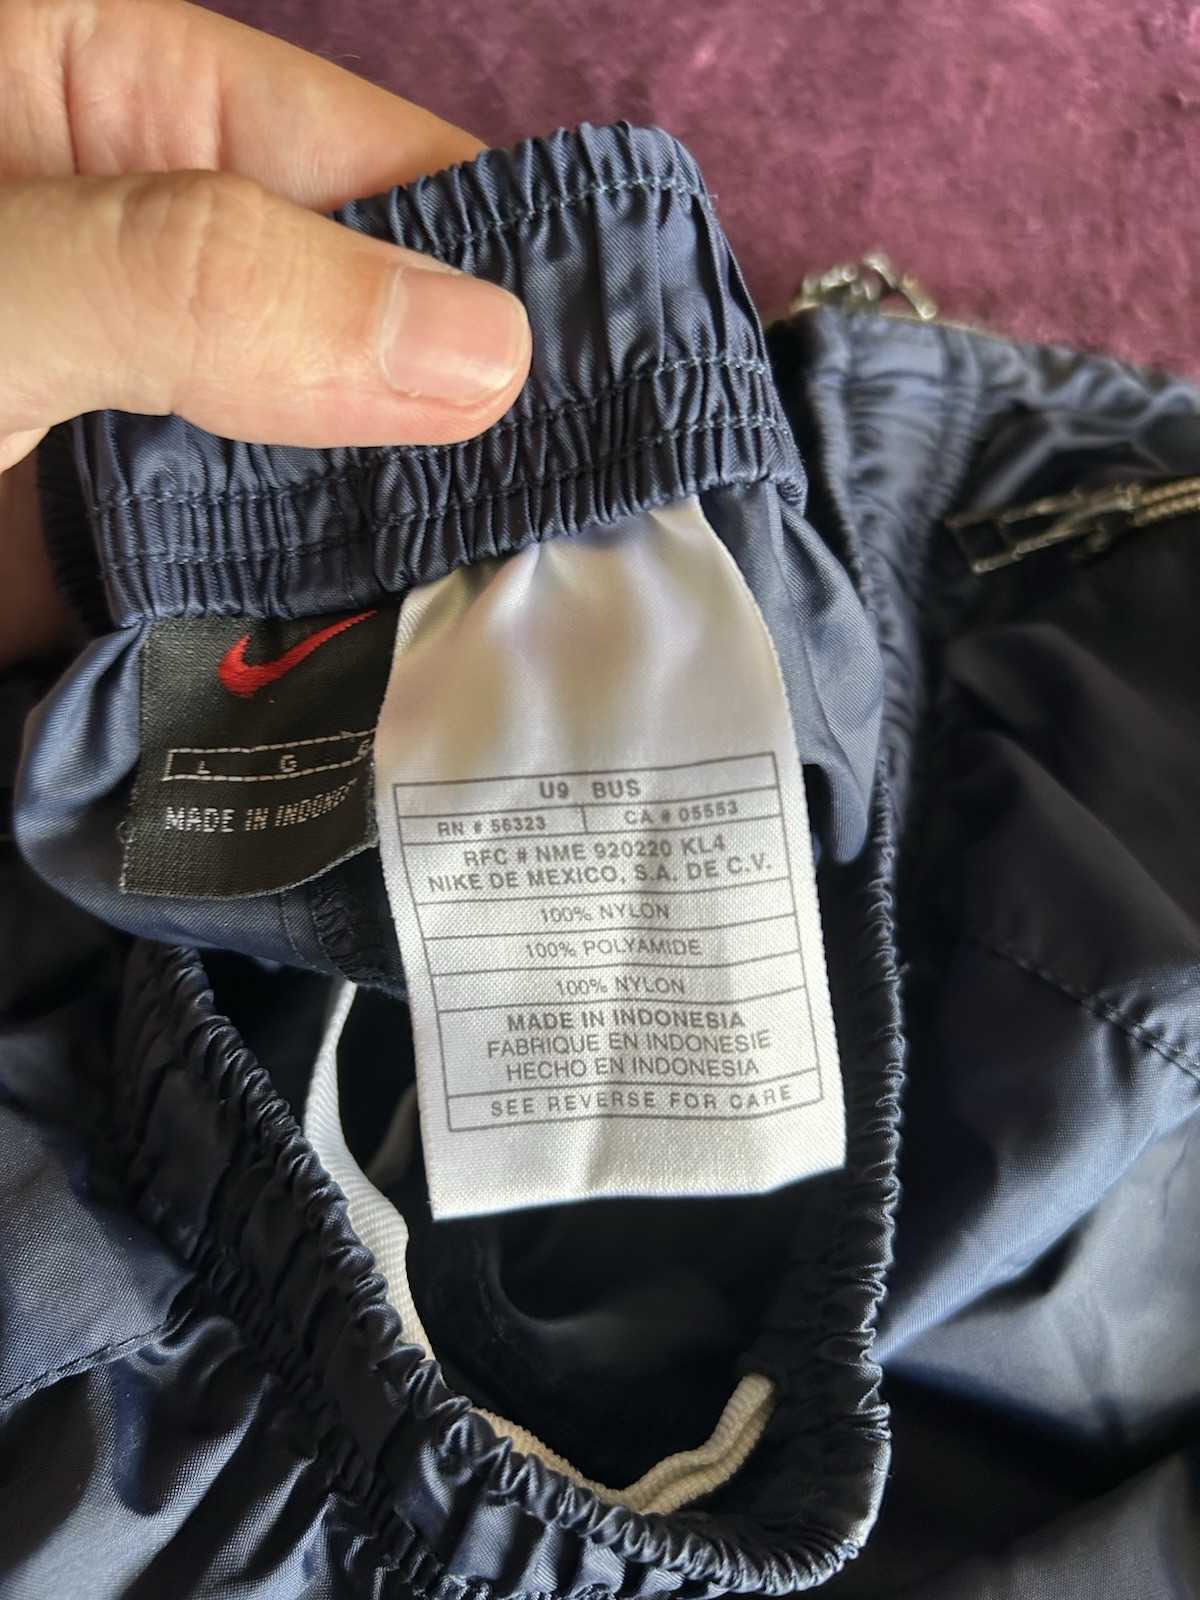 L G
MADE IN
U9 BUS
RN # 56323 CA # 05553
RFC # NME 920220 KL4
NIKE DE MEXICO, S.A. DE C.V.
100% NYLON
100% POLYAMIDE
100% NYLON
MADE IN INDONESIA
FABRIQUE EN INDONESIE
HECHO EN INDONESIA
SEE REVERSE FOR CARE